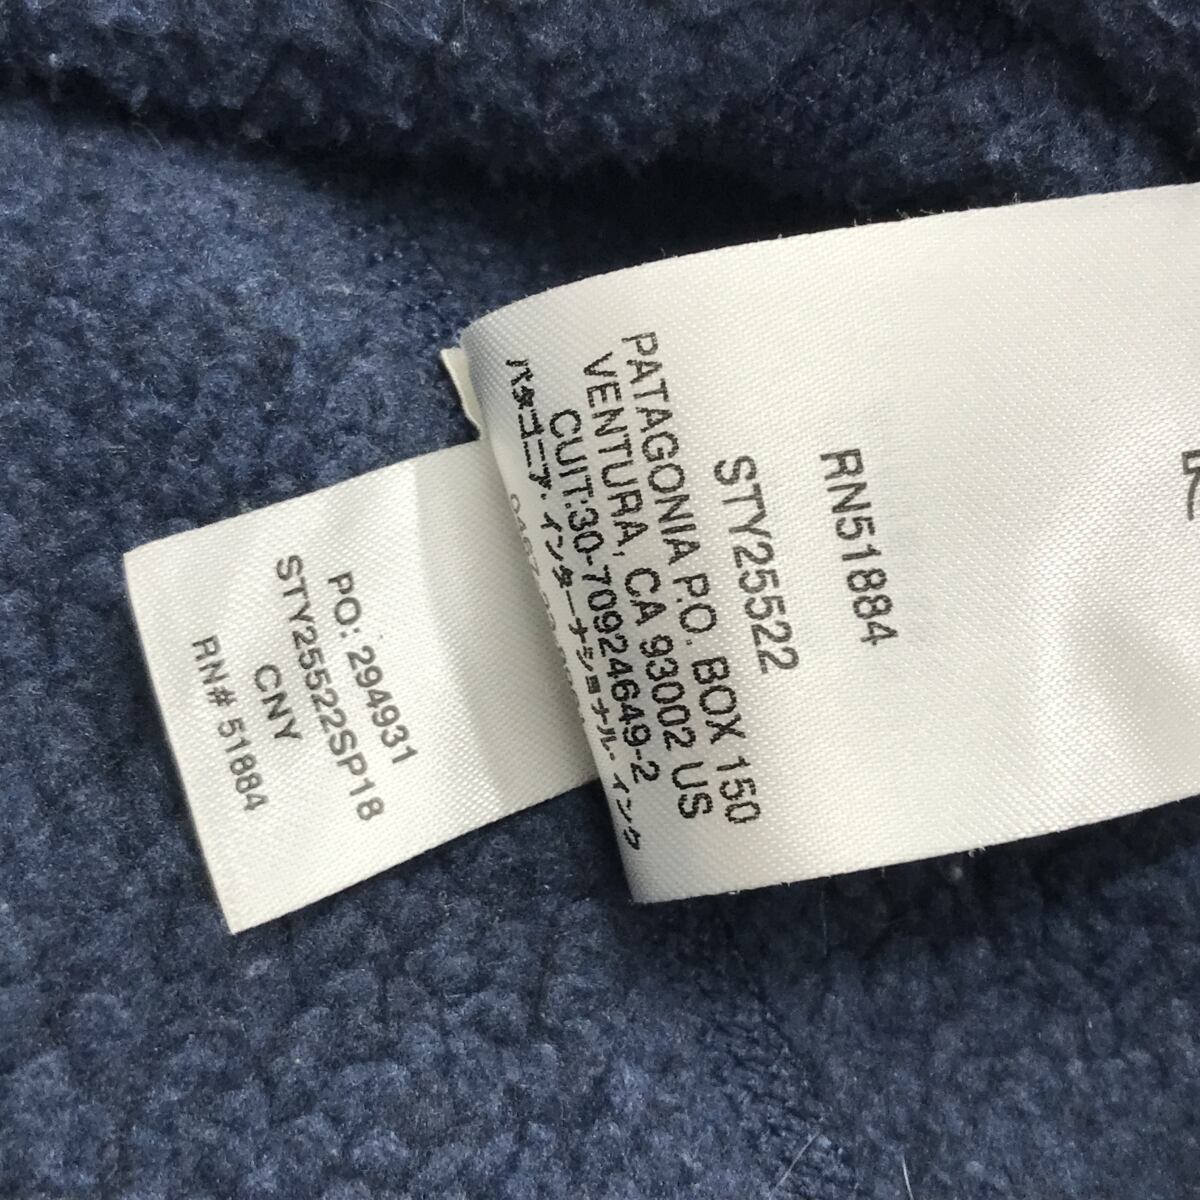 RN51884
STY25522
PATAGONIA P.O. BOX 150
VENTURA, CA 93002 US
CUIT:30-70924649-2
パタゴニア・インターナショナル・インク
PO: 294931
STY25522SP18
CNY
RN# 51884